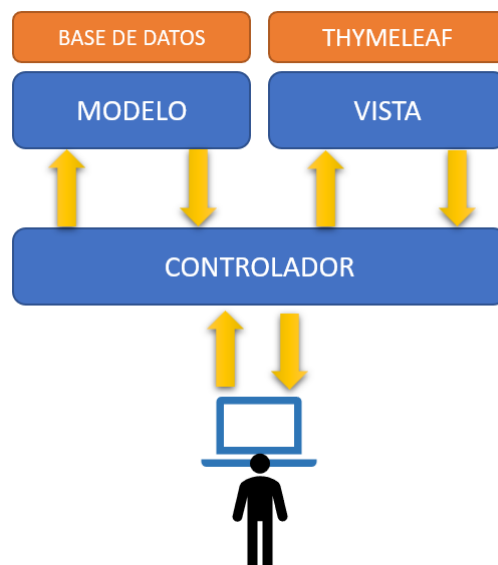 BASE DE DATOS
THYMELEAF
MODELO
VISTA
CONTROLADOR